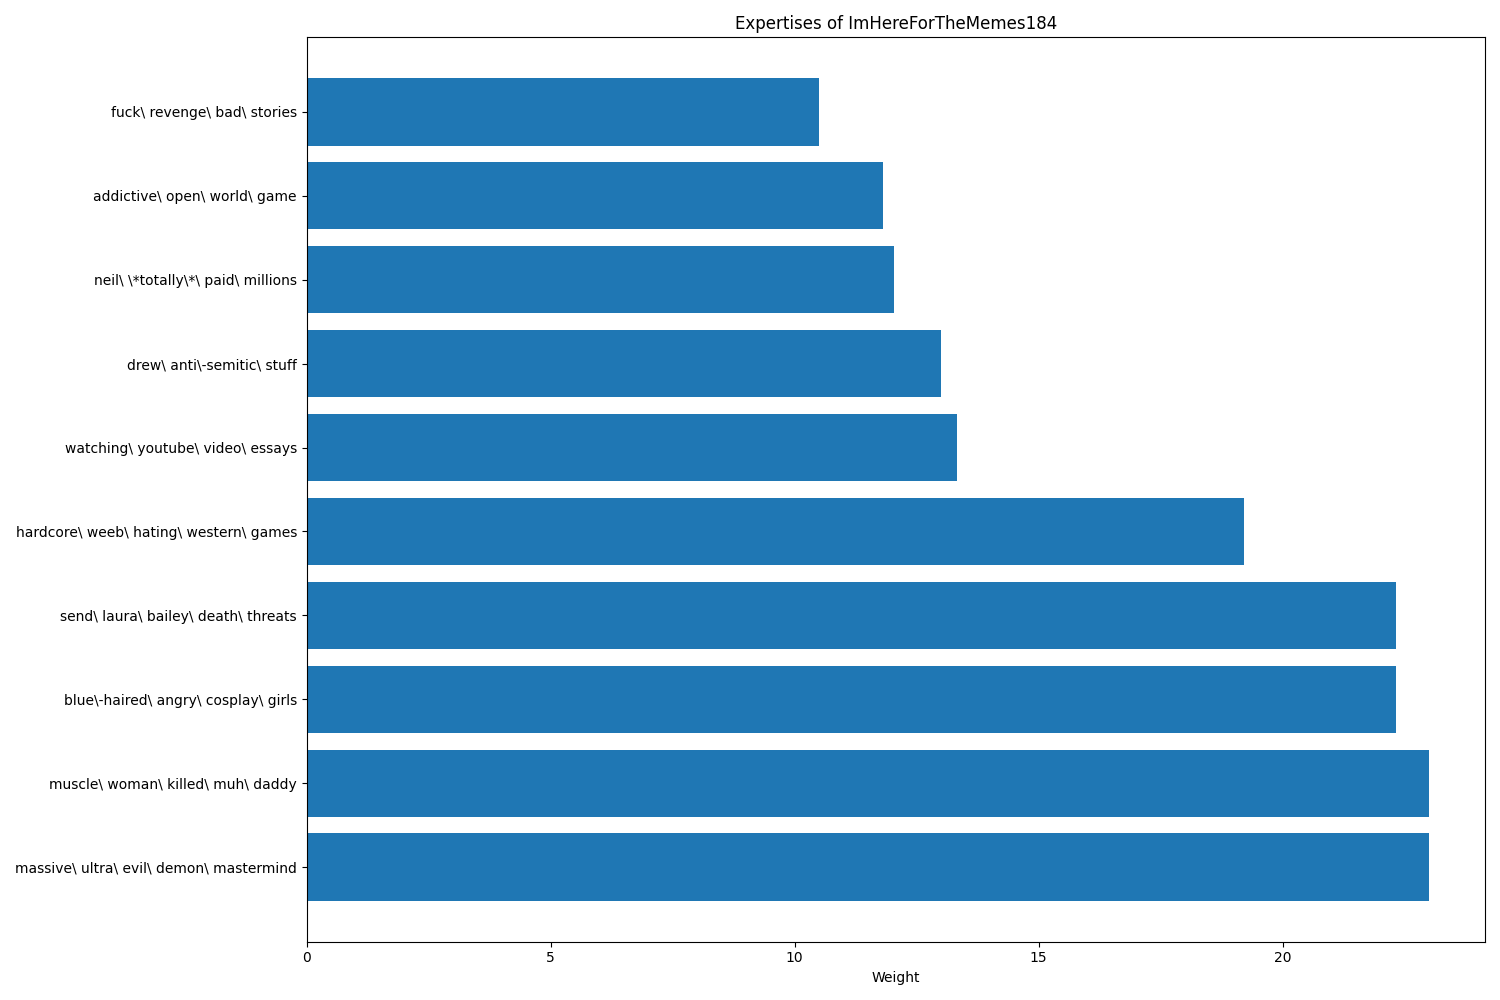 Expertises of ImHereForTheMemes184
fuck\ revenge\ bad\ stories
addictive\ open\ world\ game
neil\ \*totally\*\ paid\ millions
drew\ anti\-semitic\ stuff
watching\ youtube\ video\ essays
hardcore\ weeb\ hating\ western\ games
send\ laura\ bailey\ death\ threats
blue\-haired\ angry\ cosplay\ girls
muscle\ woman\ killed\ muh\ daddy
massive\ ultra\ evil\ demon\ mastermind
0 5 10 15 20
Weight